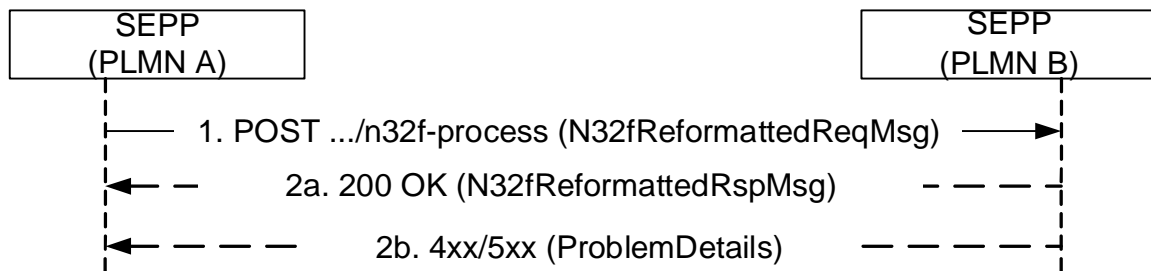 SEPP
(PLMN A)
SEPP
(PLMN B)
1. POST .../n32f-process (N32fReformattedReqMsg)
2a. 200 OK (N32fReformattedRspMsg)
2b. 4xx/5xx (ProblemDetails)